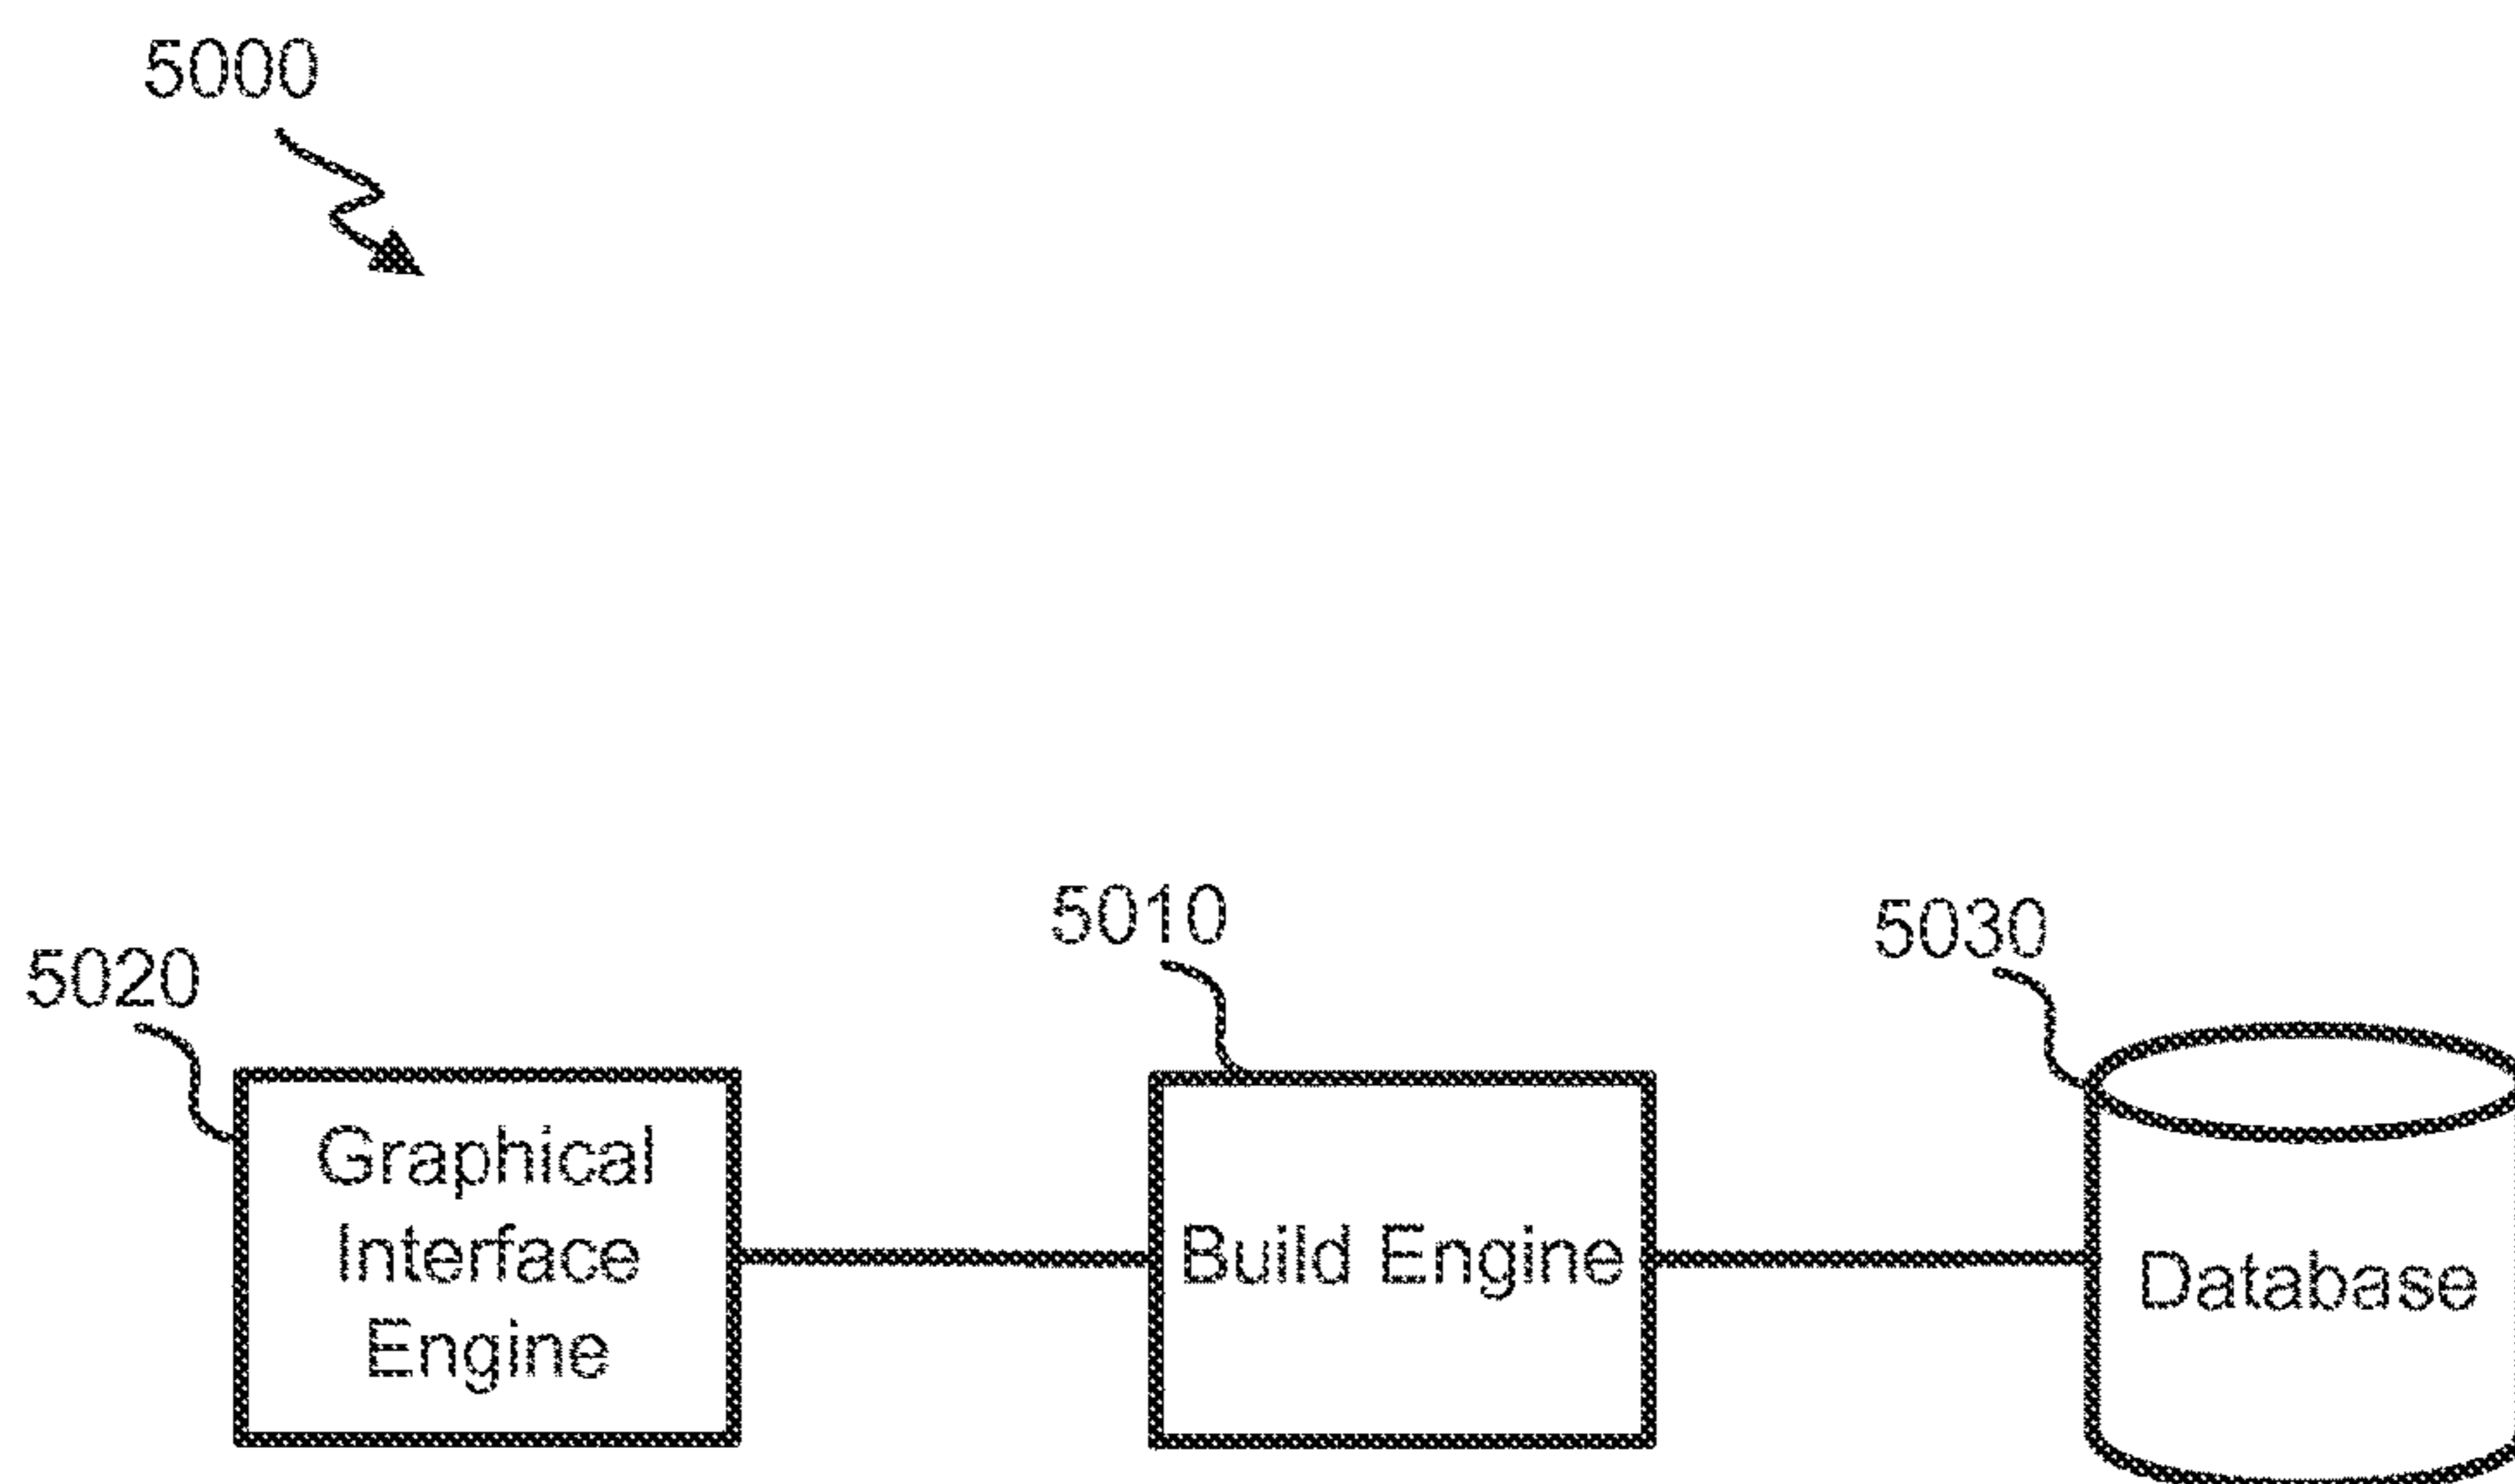 5000
5010
5030
5020
Graphical
Interface
Engine
Build Engine
Database